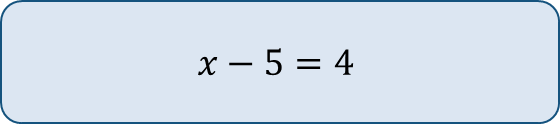 x − 5 = 4